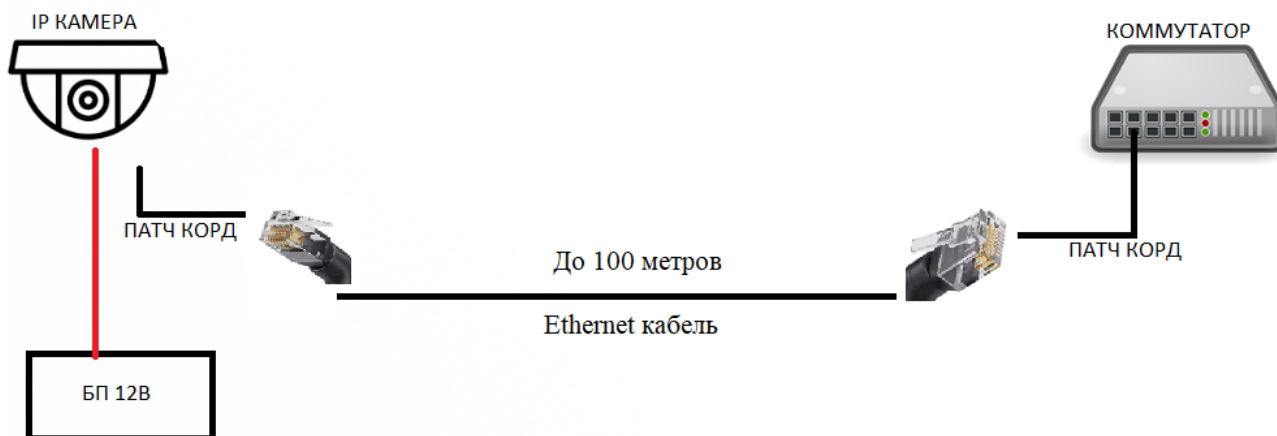 IP КАМЕРА
КОММУТАТОР
ПАТЧ КОРД
ПАТЧ КОРД
До 100 метров
Ethernet кабель
БП 12В